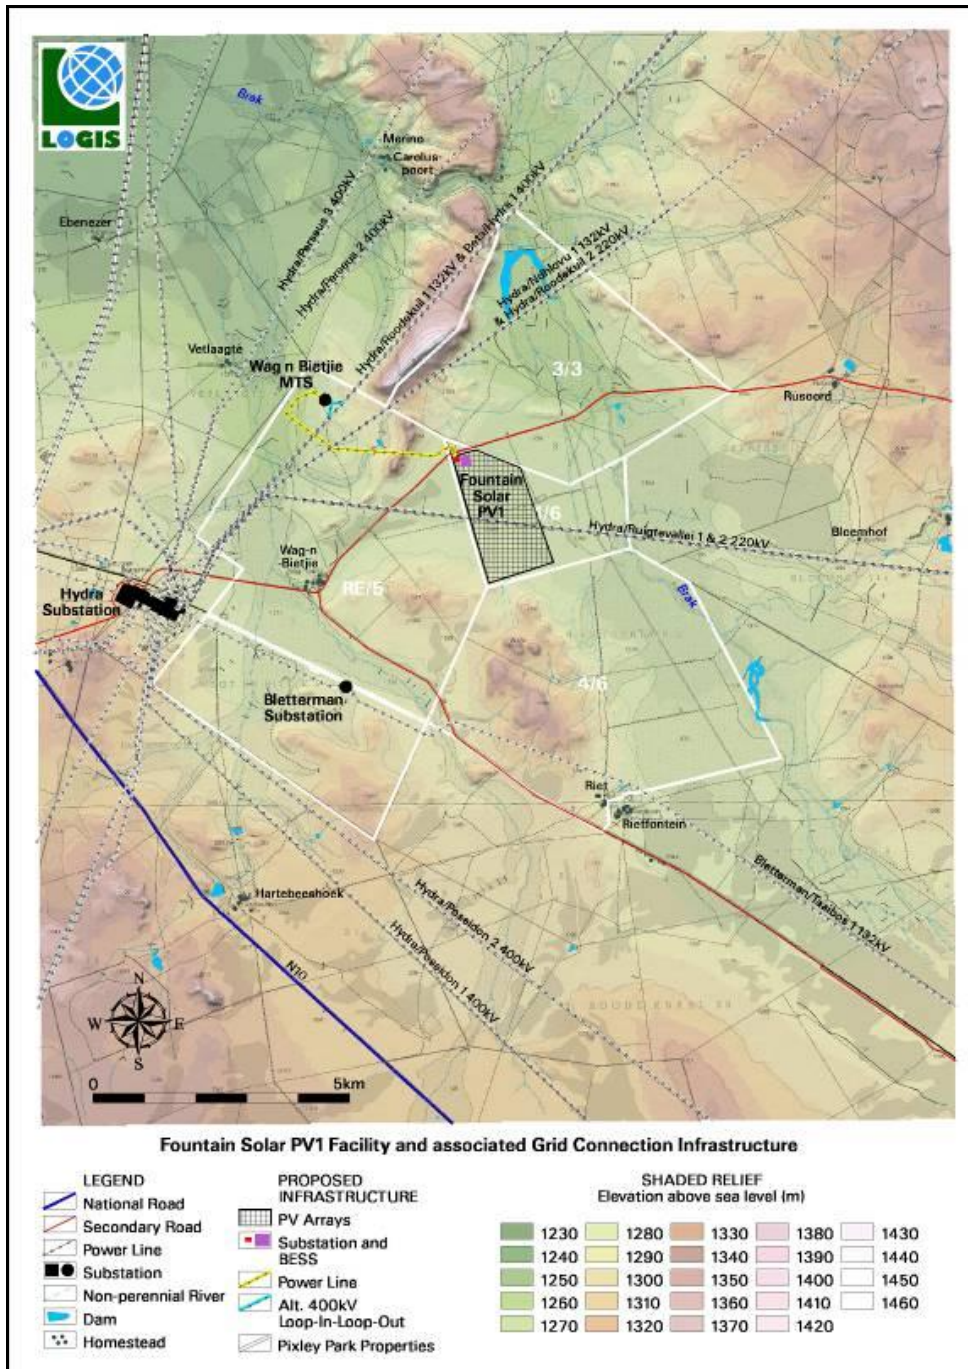 LOGIS
Brak
Merino
Carolus-
poort
Ebenezer
Hydra/Perseus 3 400kV
Hydra/Perseus 2 400kV
Hydra/Roodekuil 1 132kV & Beta/Hydra 1 400kV
Hydra/Ndhlovu 1 132kV
& Hydra/Roodekuil 2 220kV
Vetlaagte
Wag n Bietjie
MTS
3/3
Rusoord
Fountain
Solar
PV1
1/6
Hydra/Ruigtevallei 1 & 2 220kV
Bloemhof
Wag-n
Bietjie
RE/5
Hydra
Substation
Brak
4/6
Bletterman
Substation
Riet
Rietfontein
Hartebeeshoek
Hydra/Poseidon 2 400kV
Hydra/Poseidon 1 400kV
Bletterman/Taaibos 1 132kV
N10
N
W E
S
0 5km
Fountain Solar PV1 Facility and associated Grid Connection Infrastructure
LEGEND
National Road
Secondary Road
Power Line
Substation
Non-perennial River
Dam
Homestead
PROPOSED
INFRASTRUCTURE
PV Arrays
Substation and
BESS
Power Line
Alt. 400kV
Loop-In-Loop-Out
Pixley Park Properties
SHADED RELIEF
Elevation above sea level (m)
1230 1280 1330 1380 1430
1240 1290 1340 1390 1440
1250 1300 1350 1400 1450
1260 1310 1360 1410 1460
1270 1320 1370 1420